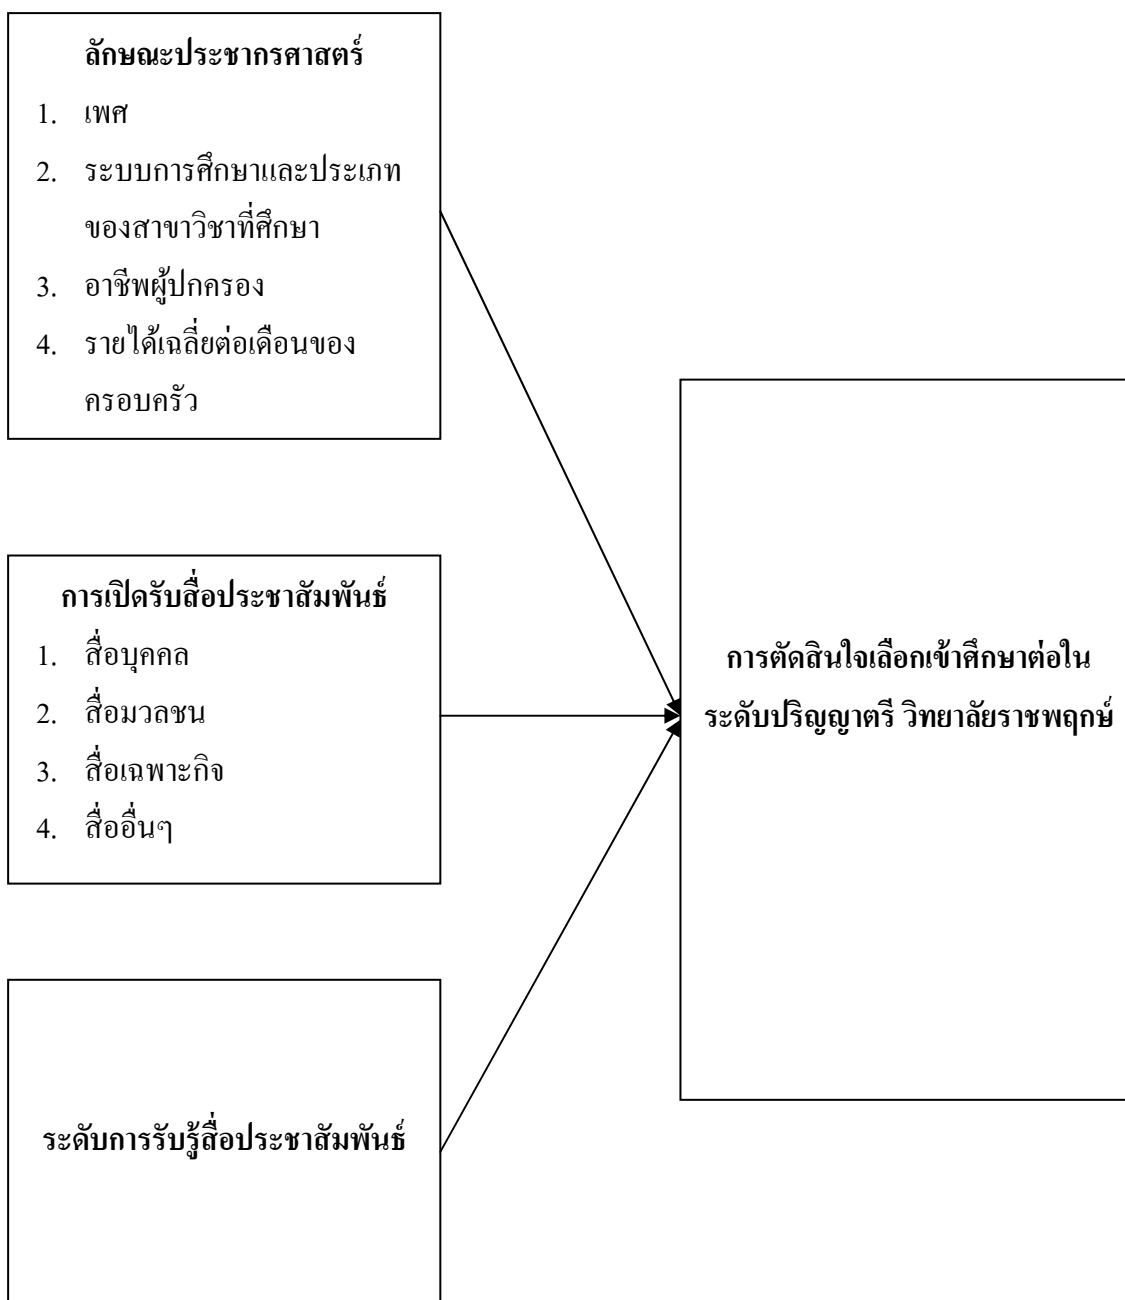 ลักษณะประชากรศาสตร์
1. เพศ
2. ระบบการศึกษาและประเภท
ของสาขาวิชาที่ศึกษา
3. อาชีพผู้ปกครอง
4. รายได้เฉลี่ยต่อเดือนของ
ครอบครัว
การเปิดรับสื่อประชาสัมพันธ์
1. สื่อบุคคล
2. สื่อมวลชน
3. สื่อเฉพาะกิจ
4. สื่ออื่นๆ
ระดับการรับรู้สื่อประชาสัมพันธ์
การตัดสินใจเลือกเข้าศึกษาต่อใน
ระดับปริญญาตรี วิทยาลัยราชพฤกษ์